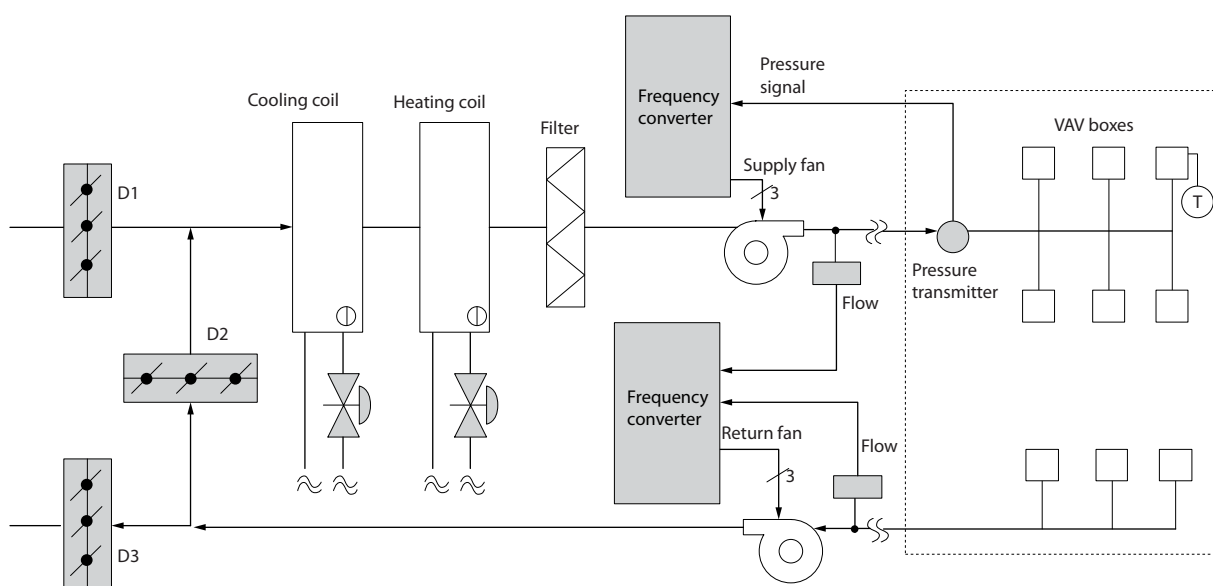 Pressure
signal
Cooling coil
Heating coil
Filter
Frequency
converter
VAV boxes
D1
Supply fan
3
T
Pressure
transmitter
Flow
D2
Frequency
converter
Return fan
Flow
3
D3